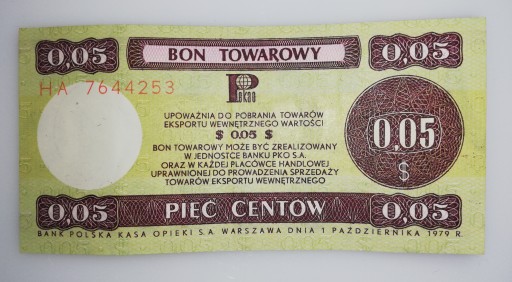 0,05 BON TOWAROWY 0,05
HA 7644253
Pekao
UPOWAŻNIA DO POBRANIA TOWARÓW
EKSPORTU WEWNĘTRZNEGO WARTOŚCI
$ 0.05 $
BON TOWAROWY MOŻE BYĆ ZREALIZOWANY
W JEDNOSTCE BANKU PKO S.A.
ORAZ W KAŻDEJ PLACÓWCE HANDLOWEJ
UPRAWNIONEJ DO PROWADZENIA SPRZEDAŻY
TOWARÓW EKSPORTU WEWNĘTRZNEGO
0,05
$
0,05 PIĘĆ CENTÓW 0,05
BANK POLSKA KASA OPIEKI S.A. WARSZAWA DNIA 1 PAŹDZIERNIKA 1979 R.